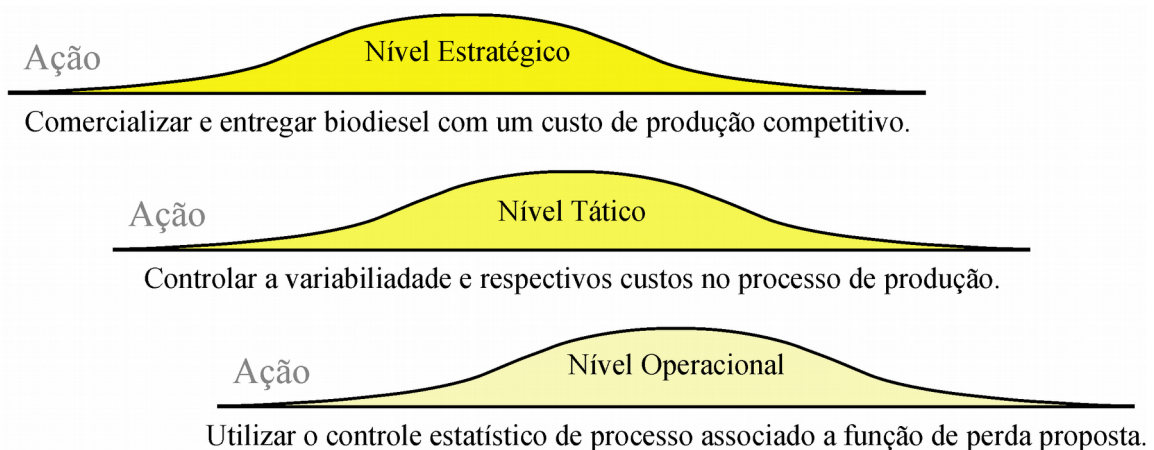 Nível Estratégico
Ação
Comercializar e entregar biodiesel com um custo de produção competitivo.
Nível Tático
Ação
Controlar a variabiliadade e respectivos custos no processo de produção.
Nível Operacional
Ação
Utilizar o controle estatístico de processo associado a função de perda proposta.